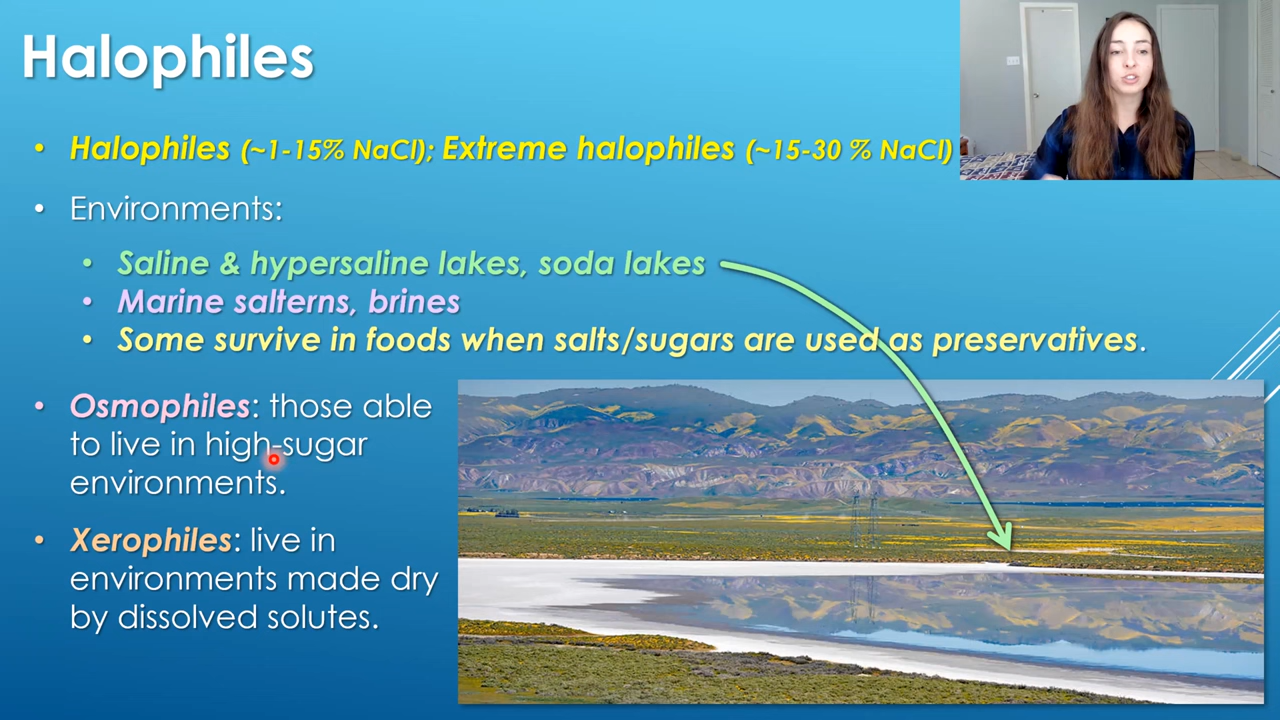 Halophiles
• Halophiles (~1-15% NaCl); Extreme halophiles (~15-30 % NaCl)
• Environments:
• Saline & hypersaline lakes, soda lakes
• Marine salterns, brines
• Some survive in foods when salts/sugars are used as preservatives.
• Osmophiles: those able
to live in high-sugar
environments.
• Xerophiles: live in
environments made dry
by dissolved solutes.